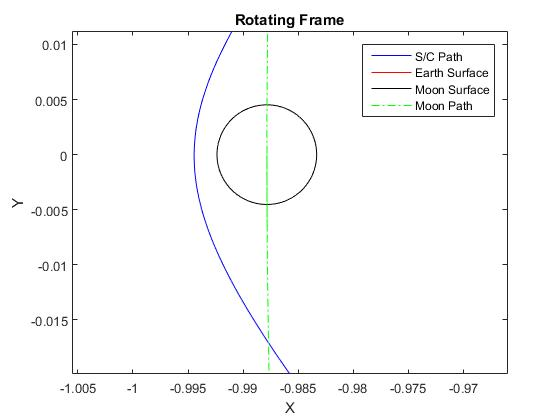 Rotating Frame
S/C Path
Earth Surface
Moon Surface
Moon Path
0.01
0.005
0
-0.005
-0.01
-0.015
Y
-1.005 -1 -0.995 -0.99 -0.985 -0.98 -0.975 -0.97
X